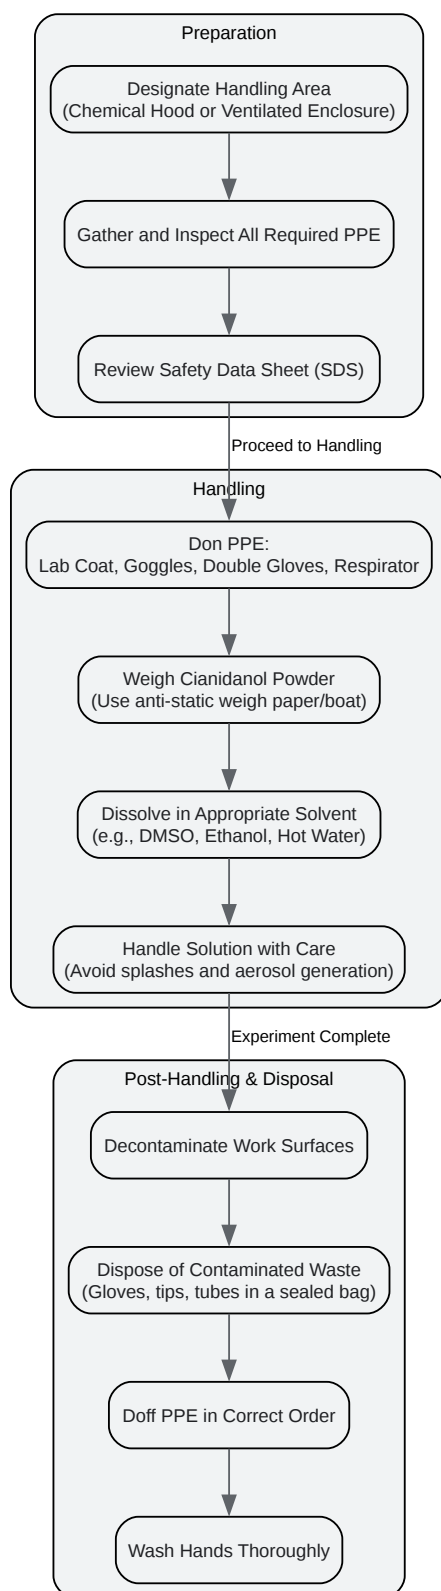 Preparation
Designate Handling Area
(Chemical Hood or Ventilated Enclosure)
Gather and Inspect All Required PPE
Review Safety Data Sheet (SDS)
Proceed to Handling
Handling
Don PPE:
Lab Coat, Goggles, Double Gloves, Respirator
Weigh Cianidanol Powder
(Use anti-static weigh paper/boat)
Dissolve in Appropriate Solvent
(e.g., DMSO, Ethanol, Hot Water)
Handle Solution with Care
(Avoid splashes and aerosol generation)
Experiment Complete
Post-Handling & Disposal
Decontaminate Work Surfaces
Dispose of Contaminated Waste
(Gloves, tips, tubes in a sealed bag)
Doff PPE in Correct Order
Wash Hands Thoroughly